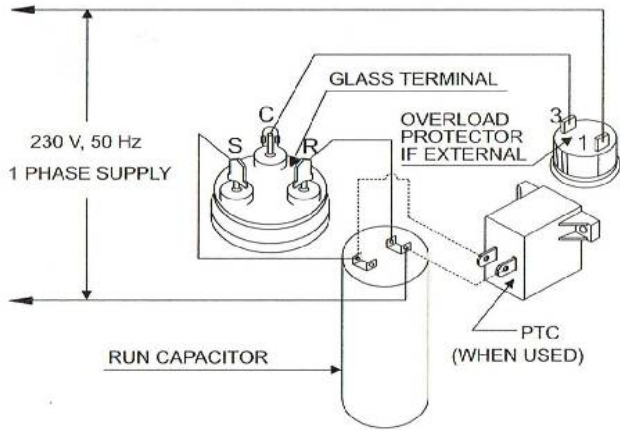 GLASS TERMINAL
C
S
R
3
1
OVERLOAD
PROTECTOR
IF EXTERNAL
230 V, 50 Hz
1 PHASE SUPPLY
PTC
(WHEN USED)
RUN CAPACITOR